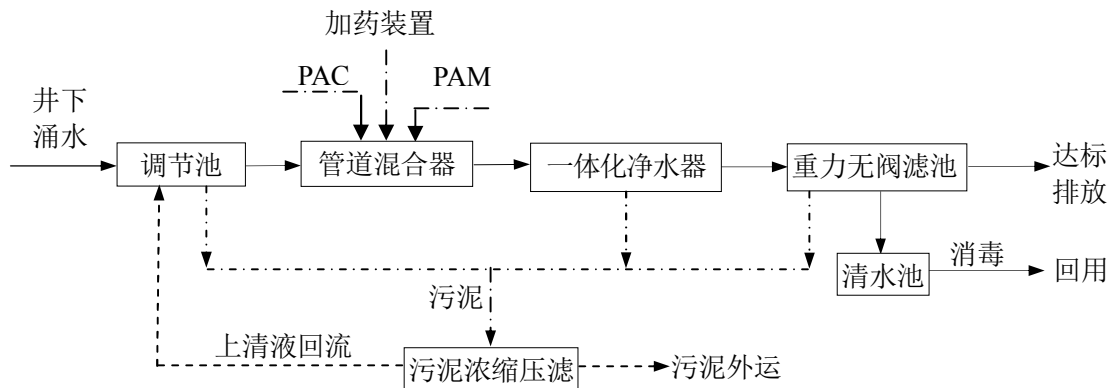 加药装置
PAC
PAM
井下
涌水
调节池
管道混合器
一体化净水器
重力无阀滤池
达标
排放
清水池
消毒
回用
污泥
上清液回流
污泥浓缩压滤
污泥外运